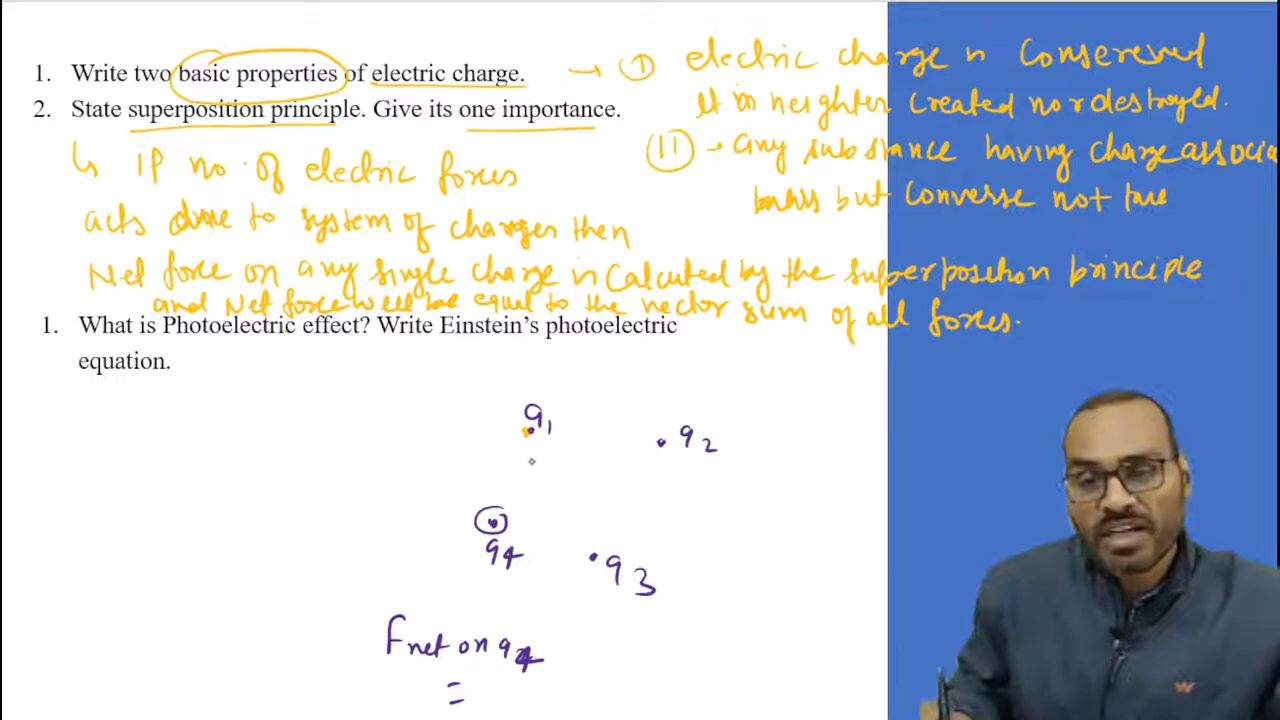 1. Write two basic properties of electric charge. → (I) electric charge is Conserved
It is neighter created nor destroyed.
2. State superposition principle. Give its one importance.
(II) → any substance having charge associa
but converse not
↳ If no. of electric forces
acts to system of charges then
Net force on any single charge is Calcuted by the superposition principle
and Net force will be equal to the vector sum of all forces.
1. What is Photoelectric effect? Write Einstein's photoelectric
equation.
q1
q2
q4
q3
Fnet on q4
=